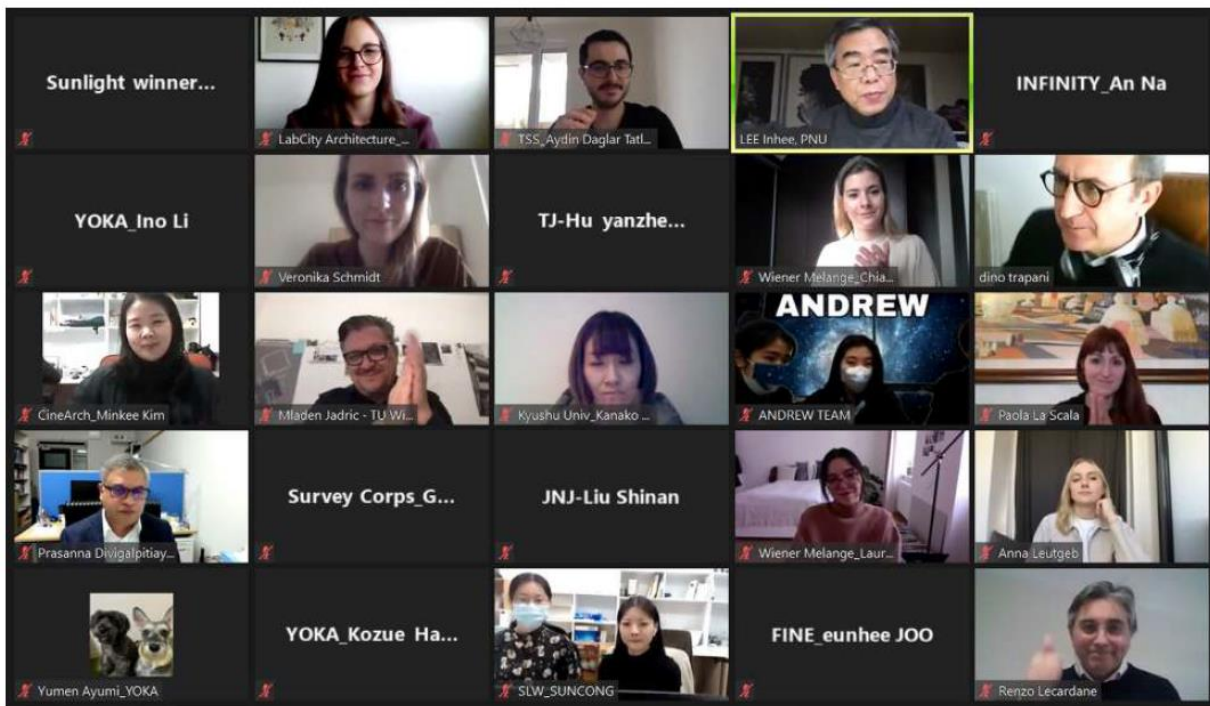 Sunlight winner...
LabCity Architecture_...
TSS_Aydin Daglar Tatl...
LEE Inhee, PNU
INFINITY_An Na
YOKA_Ino Li
Veronika Schmidt
TJ-Hu yanzhe...
Wiener Melange_Chia...
dino trapani
CineArch_Minkee Kim
Mladen Jadric - TU Wi...
Kyushu Univ_Kanako ...
ANDREW
ANDREW TEAM
Paola La Scala
Prasanna Divigalpitiay...
Survey Corps_G...
JNJ-Liu Shinan
Wiener Melange_Laur...
Anna Leutgeb
Yumen Ayumi_YOKA
YOKA_Kozue Ha...
SLW_SUNCONG
FINE_eunhee JOO
Renzo Lecardane